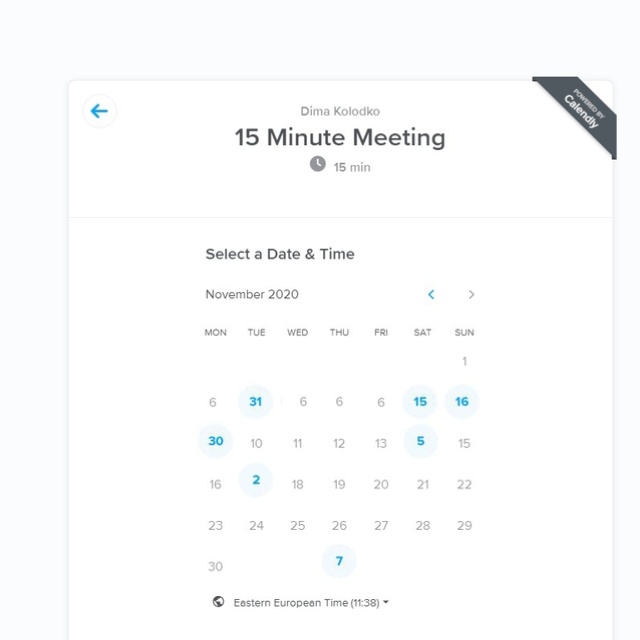 POWERED BY
Calendly
Dima Kolodko
15 Minute Meeting
15 min
Select a Date & Time
November 2020
MON TUE WED THU FRI SAT SUN
1
6 31 6 6 6 15 16
30 10 11 12 13 5 15
16 2 18 19 20 21 22
23 24 25 26 27 28 29
30 7
Eastern European Time (11:38)